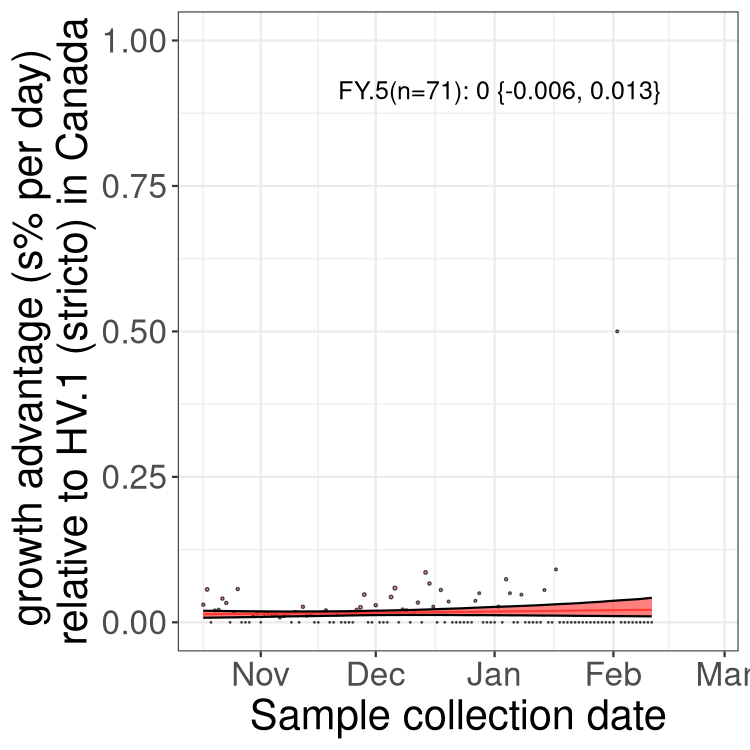 growth advantage (s% per day)
relative to HV.1 (stricto) in Canada
1.00
0.75
0.50
0.25
0.00
FY.5(n=71): 0 {-0.006, 0.013}
Nov Dec Jan Feb Mar
Sample collection date